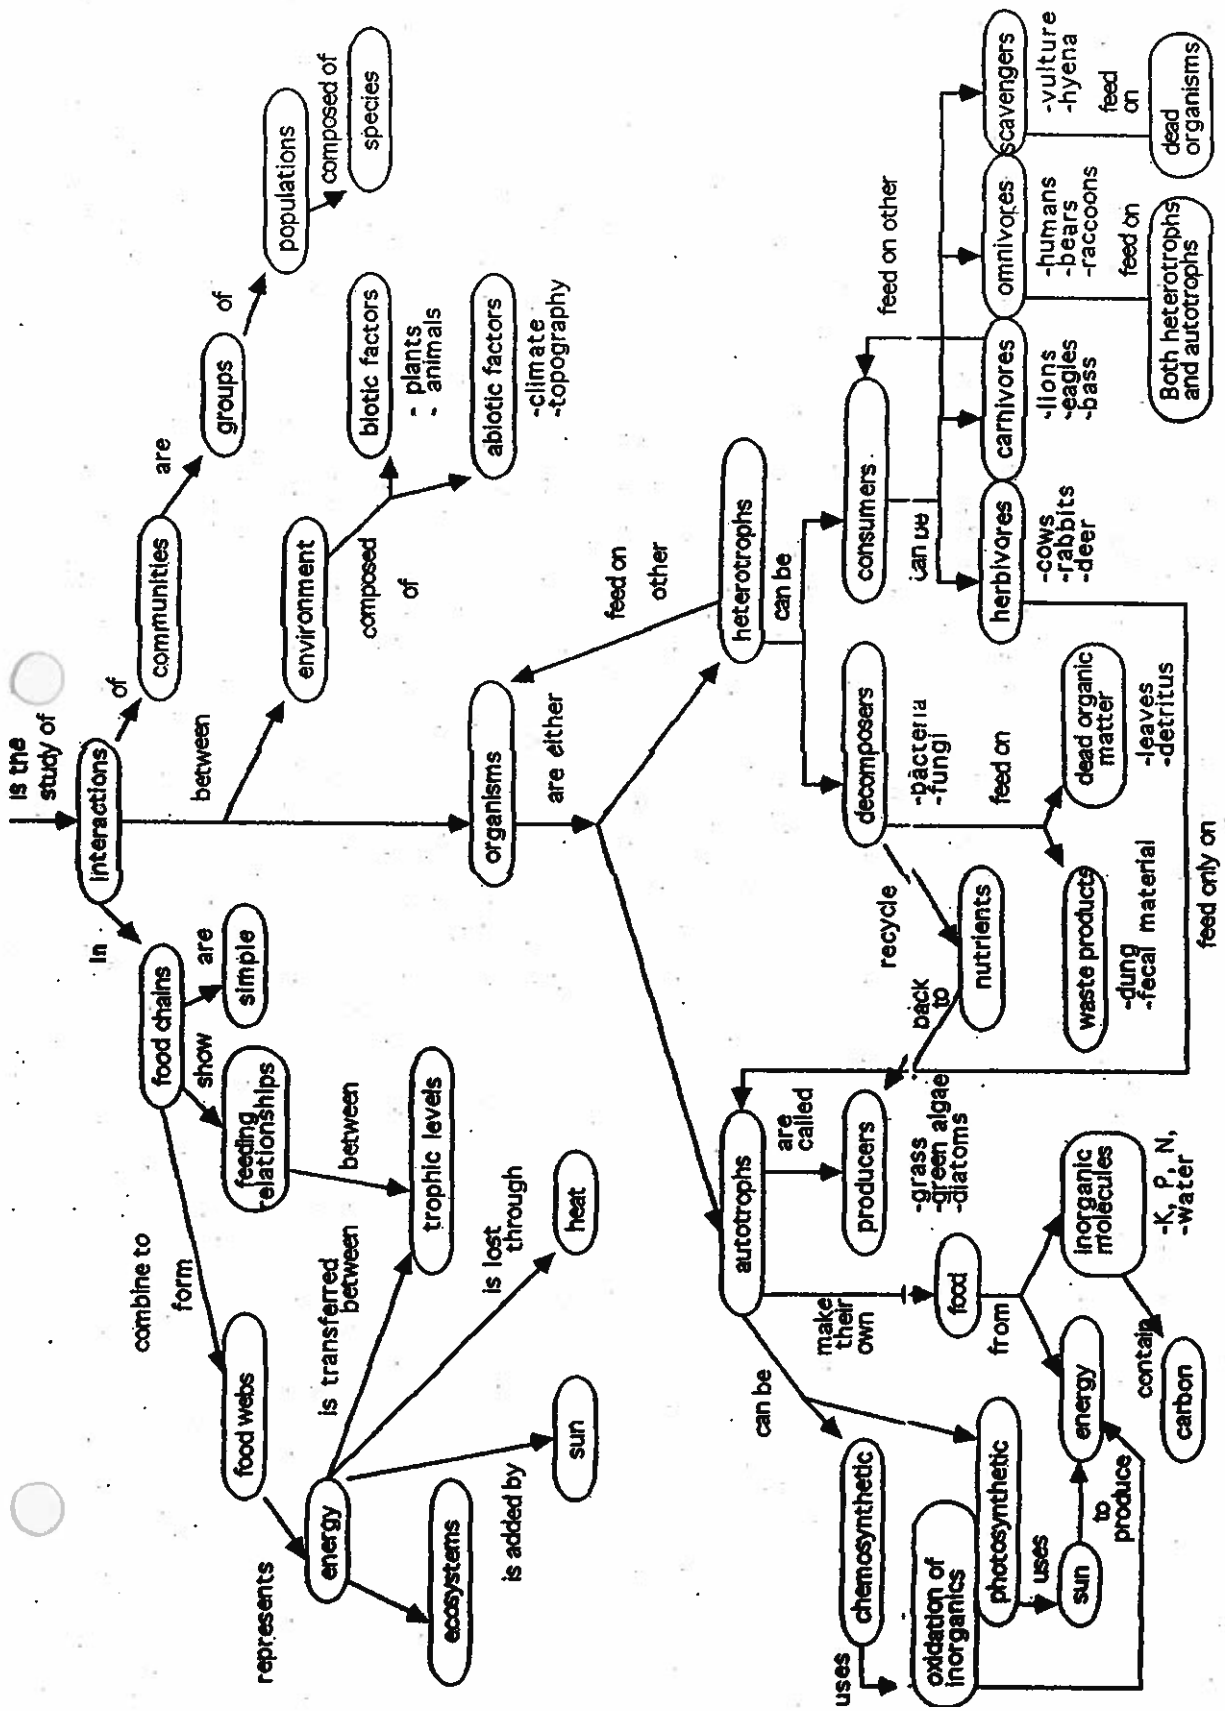 is the
study of
interactions
in
of
between
food chains
communities
are
groups
of
populations
composed of
species
show
are
simple
feeding
relationships
between
trophic levels
combine to
form
food webs
represents
energy
ecosystems
is transferred
between
is lost
through
heat
is added by
sun
environment
composed
of
biotic factors
- plants
- animals
abiotic factors
-climate
-topography
organisms
are either
feed on
other
heterotrophs
can be
autotrophs
are
called
producers
-grass
-green algae
-diatoms
make
their
own
food
from
energy
inorganic
molecules
-K, P, N,
-water
contain
carbon
can be
chemosynthetic
uses
oxidation of
inorganics
photosynthetic
uses
sun
to
produce
decomposers
-bacteria
-fungi
recycle
nutrients
back
to
feed on
dead organic
matter
-leaves
-detritus
waste products
-dung
-fecal material
consumers
can be
feed on other
herbivores
-cows
-rabbits
-deer
feed only on
carnivores
-lions
-eagles
-bass
omnivores
-humans
-bears
-raccoons
feed on
Both heterotrophs
and autotrophs
scavengers
-vulture
-hyena
feed
on
dead
organisms